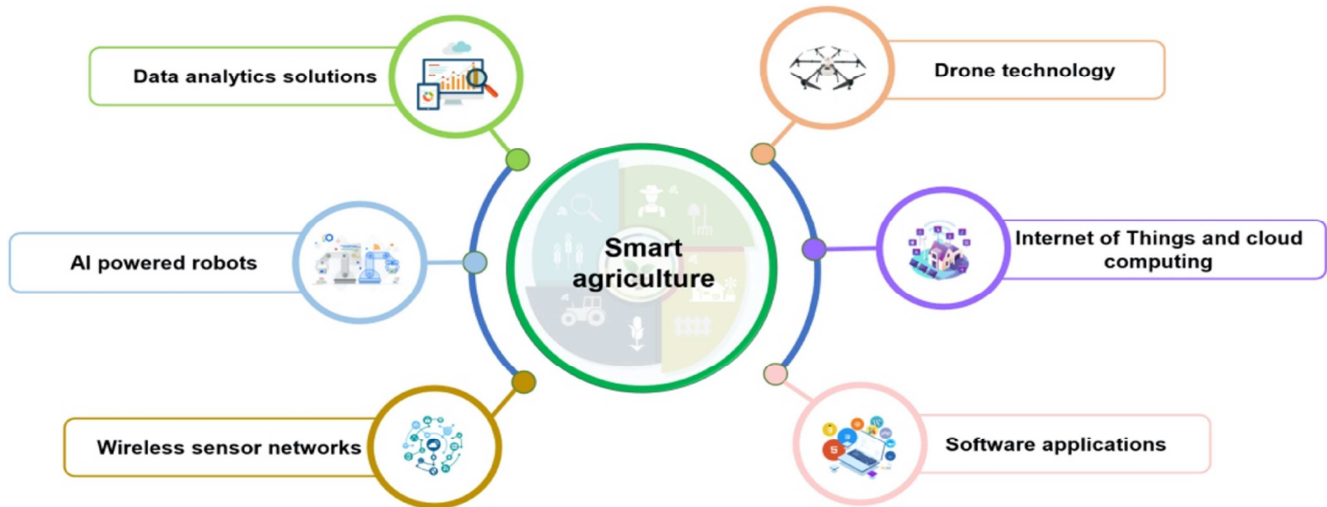 Data analytics solutions
Drone technology
Smart
agriculture
AI powered robots
Internet of Things and cloud
computing
Wireless sensor networks
Software applications